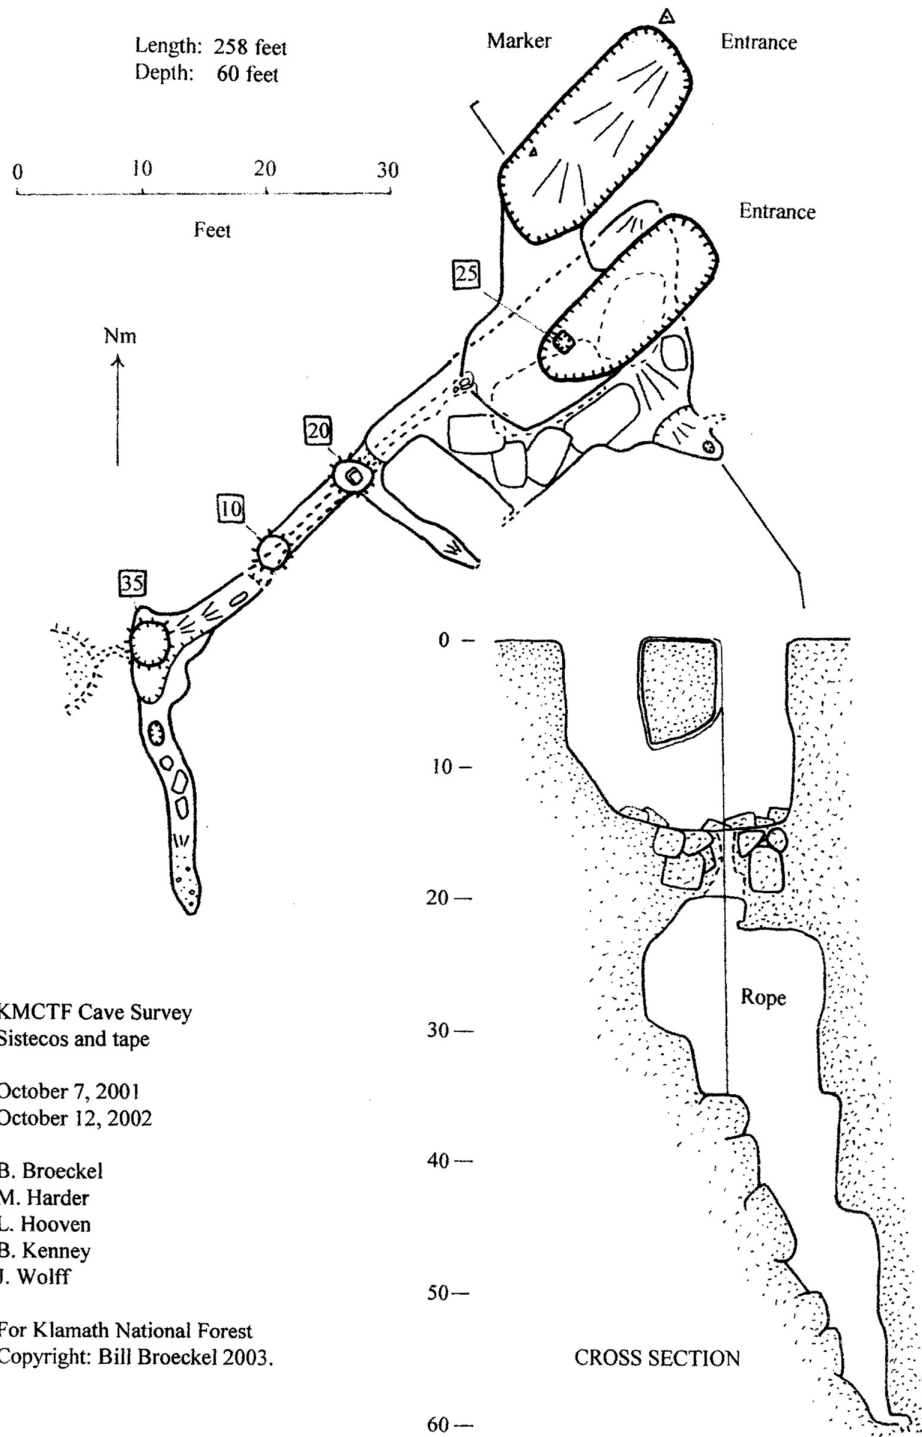 Length: 258 feet
Depth: 60 feet
Marker
Entrance
0 10 20 30
Feet
Entrance
25
Nm
20
10
35
0
10
20
30
40
50
60
Rope
CROSS SECTION
KMCTF Cave Survey
Sistecos and tape
October 7, 2001
October 12, 2002
B. Broeckel
M. Harder
L. Hooven
B. Kenney
J. Wolff
For Klamath National Forest
Copyright: Bill Broeckel 2003.